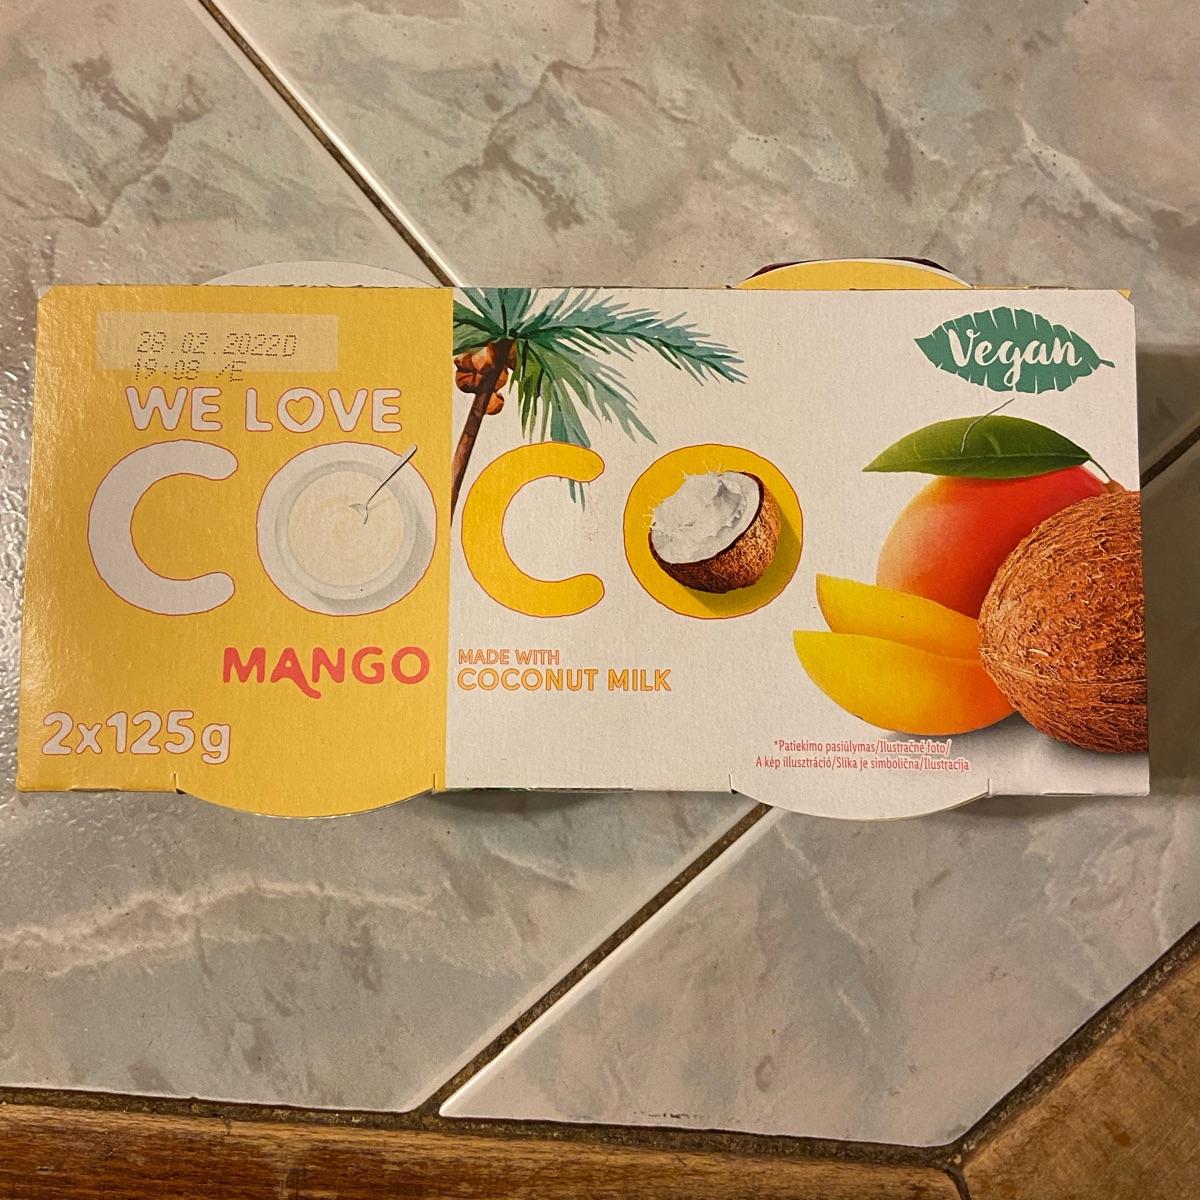 28.02.2022D
19:08 /E
WE LOVE
COCO
Vegan
MANGO
MADE WITH
COCONUT MILK
2x125g
*Patiekimo pasiūlymas/Ilustračné foto/
A kép illusztráció/Slika je simbolična/Ilustracija